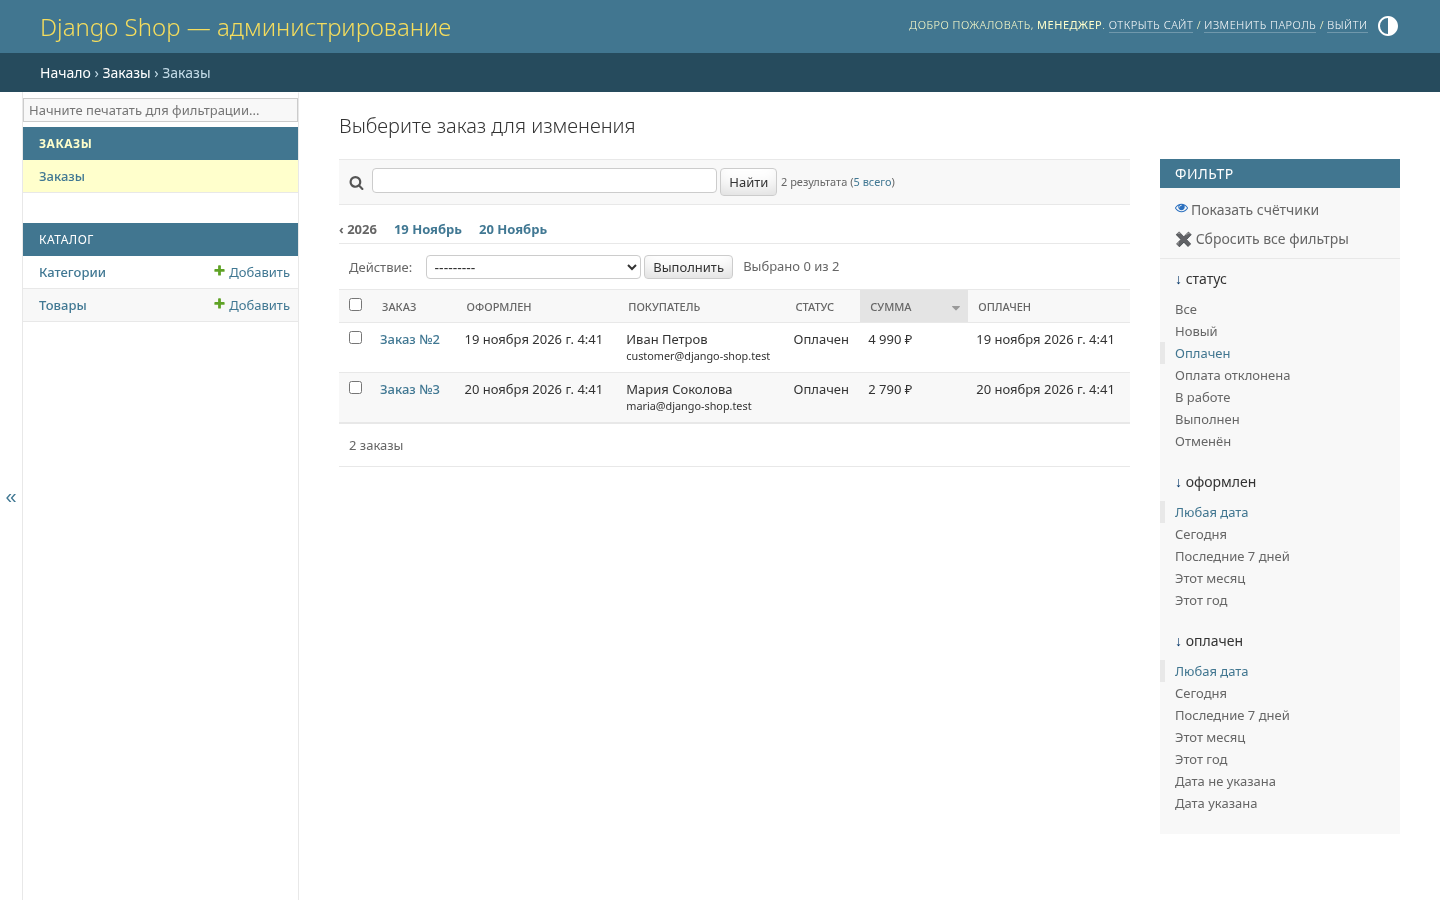 Django Shop — администрирование
ДОБРО ПОЖАЛОВАТЬ, МЕНЕДЖЕР. ОТКРЫТЬ САЙТ / ИЗМЕНИТЬ ПАРОЛЬ / ВЫЙТИ
Начало › Заказы › Заказы
Начните печатать для фильтрации...
ЗАКАЗЫ
Заказы
КАТАЛОГ
Категории Добавить
Товары Добавить
«
Выберите заказ для изменения
Найти 2 результата (5 всего)
‹ 2026 19 Ноябрь 20 Ноябрь
Действие: --------- Выполнить Выбрано 0 из 2
ЗАКАЗ ОФОРМЛЕН ПОКУПАТЕЛЬ СТАТУС СУММА ОПЛАЧЕН
Заказ №2 19 ноября 2026 г. 4:41 Иван Петров Оплачен 4 990 ₽ 19 ноября 2026 г. 4:41
customer@django-shop.test
Заказ №3 20 ноября 2026 г. 4:41 Мария Соколова Оплачен 2 790 ₽ 20 ноября 2026 г. 4:41
maria@django-shop.test
2 заказы
ФИЛЬТР
Показать счётчики
Сбросить все фильтры
↓ статус
Все
Новый
Оплачен
Оплата отклонена
В работе
Выполнен
Отменён
↓ оформлен
Любая дата
Сегодня
Последние 7 дней
Этот месяц
Этот год
↓ оплачен
Любая дата
Сегодня
Последние 7 дней
Этот месяц
Этот год
Дата не указана
Дата указана